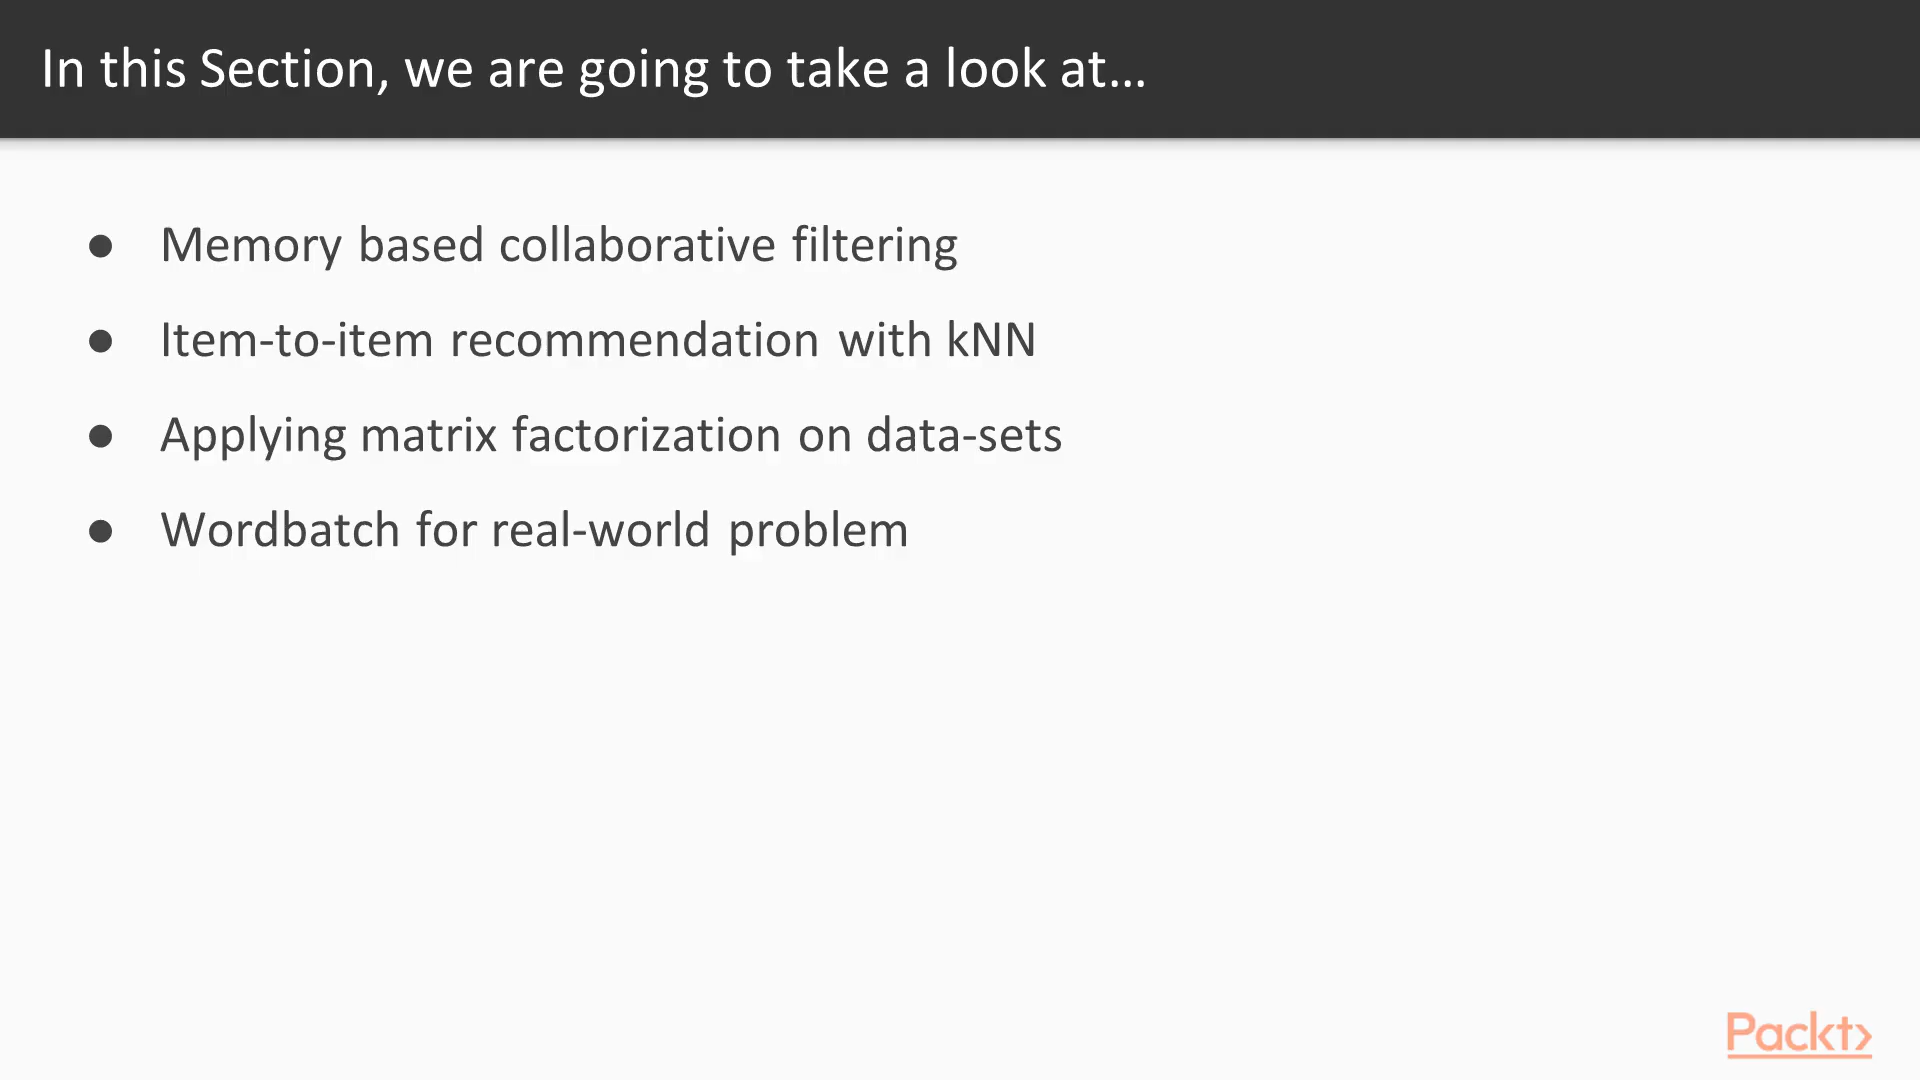 In this Section, we are going to take a look at...
● Memory based collaborative filtering
● Item-to-item recommendation with kNN
● Applying matrix factorization on data-sets
● Wordbatch for real-world problem
Packt>